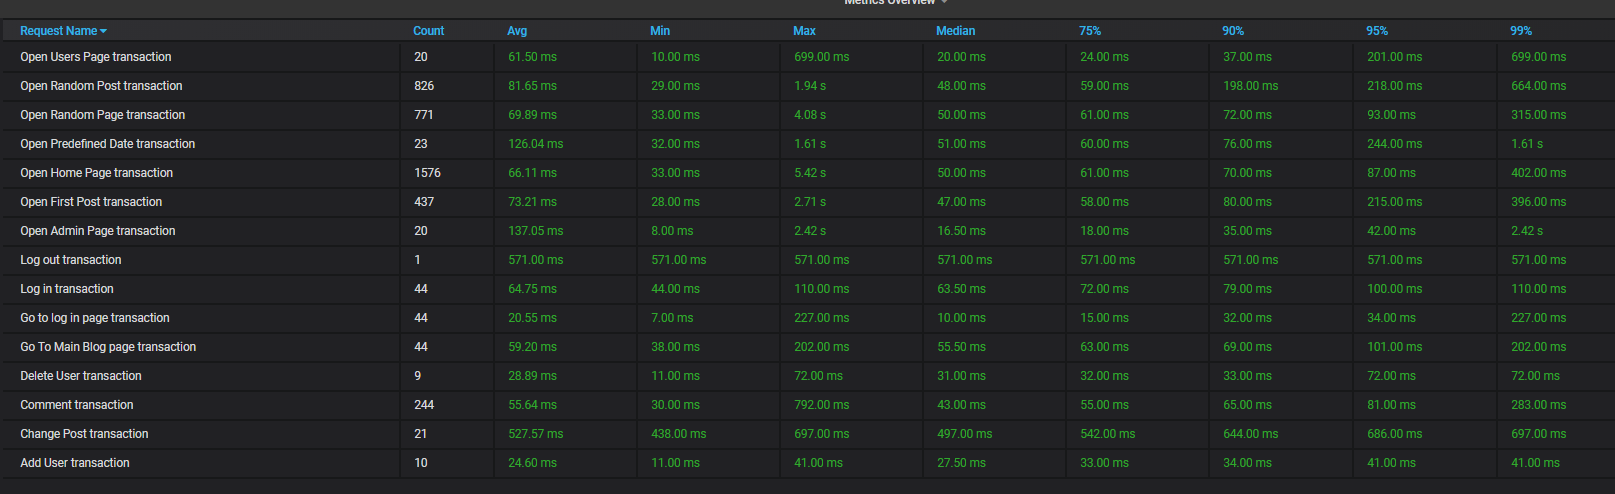 Metrics Overview
Request Name Count Avg Min Max Median 75% 90% 95% 99%
Open Users Page transaction 20 61.50 ms 10.00 ms 699.00 ms 20.00 ms 24.00 ms 37.00 ms 201.00 ms 699.00 ms
Open Random Post transaction 826 81.65 ms 29.00 ms 1.94 s 48.00 ms 59.00 ms 198.00 ms 218.00 ms 664.00 ms
Open Random Page transaction 771 69.89 ms 33.00 ms 4.08 s 50.00 ms 61.00 ms 72.00 ms 93.00 ms 315.00 ms
Open Predefined Date transaction 23 126.04 ms 32.00 ms 1.61 s 51.00 ms 60.00 ms 76.00 ms 244.00 ms 1.61 s
Open Home Page transaction 1576 66.11 ms 33.00 ms 5.42 s 50.00 ms 61.00 ms 70.00 ms 87.00 ms 402.00 ms
Open First Post transaction 437 73.21 ms 28.00 ms 2.71 s 47.00 ms 58.00 ms 80.00 ms 215.00 ms 396.00 ms
Open Admin Page transaction 20 137.05 ms 8.00 ms 2.42 s 16.50 ms 18.00 ms 35.00 ms 42.00 ms 2.42 s
Log out transaction 1 571.00 ms 571.00 ms 571.00 ms 571.00 ms 571.00 ms 571.00 ms 571.00 ms 571.00 ms
Log in transaction 44 64.75 ms 44.00 ms 110.00 ms 63.50 ms 72.00 ms 79.00 ms 100.00 ms 110.00 ms
Go to log in page transaction 44 20.55 ms 7.00 ms 227.00 ms 10.00 ms 15.00 ms 32.00 ms 34.00 ms 227.00 ms
Go To Main Blog page transaction 44 59.20 ms 38.00 ms 202.00 ms 55.50 ms 63.00 ms 69.00 ms 101.00 ms 202.00 ms
Delete User transaction 9 28.89 ms 11.00 ms 72.00 ms 31.00 ms 32.00 ms 33.00 ms 72.00 ms 72.00 ms
Comment transaction 244 55.64 ms 30.00 ms 792.00 ms 43.00 ms 55.00 ms 65.00 ms 81.00 ms 283.00 ms
Change Post transaction 21 527.57 ms 438.00 ms 697.00 ms 497.00 ms 542.00 ms 644.00 ms 686.00 ms 697.00 ms
Add User transaction 10 24.60 ms 11.00 ms 41.00 ms 27.50 ms 33.00 ms 34.00 ms 41.00 ms 41.00 ms